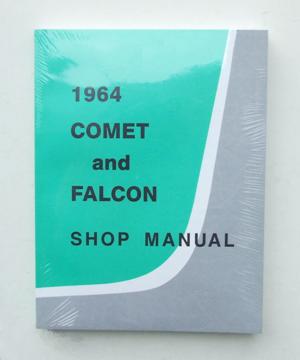 1964
COMET
and
FALCON
SHOP MANUAL